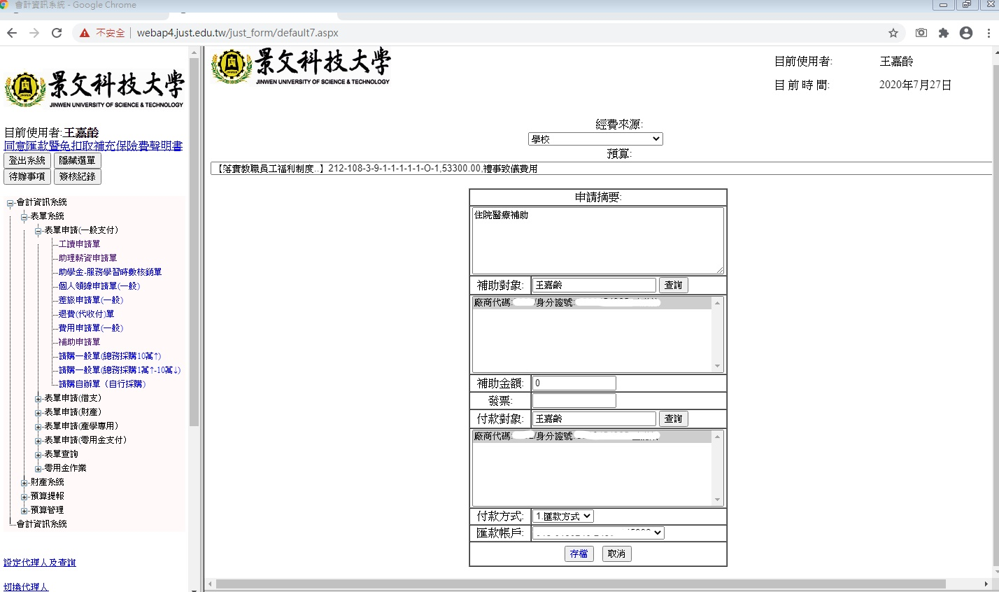 會計資訊系統 - Google Chrome
不安全 webap4.just.edu.tw/just_form/default7.aspx
景文科技大學
JINWEN UNIVERSITY OF SCIENCE & TECHNOLOGY
目前使用者:王嘉齡
同意匯款暨免扣取補充保險費聲明書
登出系統 隱藏選單
待辦事項 簽核紀錄
會計資訊系統
表單系統
表單申請(一般支付)
工讀申請單
助理薪資申請單
助學金-服務學習時數核銷單
個人領據申請單(一般)
差旅申請單(一般)
退費(代收付)單
費用申請單(一般)
補助申請單
請購一般單(總務採購10萬↑)
請購一般單(總務採購1萬↑-10萬↓)
請購自辦單（自行採購)
表單申請(借支)
表單申請(財產)
表單申請(產學專用)
表單申請(零用金支付)
表單查詢
零用金作業
財產系統
預算提報
預算管理
會計資訊系統
設定代理人及查詢
切換代理人
景文科技大學
JINWEN UNIVERSITY OF SCIENCE & TECHNOLOGY
目前使用者: 王嘉齡
目 前 時 間: 2020年7月27日
經費來源:
學校
預算:
【落實教職員工福利制度..】212-108-3-9-1-1-1-1-1-O-1,53300.00,禮事致儀費用
申請摘要:
住院醫療補助
補助對象: 王嘉齡 查詢
廠商代碼: /身分證號:
補助金額: 0
發票:
付款對象: 王嘉齡 查詢
廠商代碼: /身分證號:
付款方式: 1.匯款方式
匯款帳戶:
存檔 取消